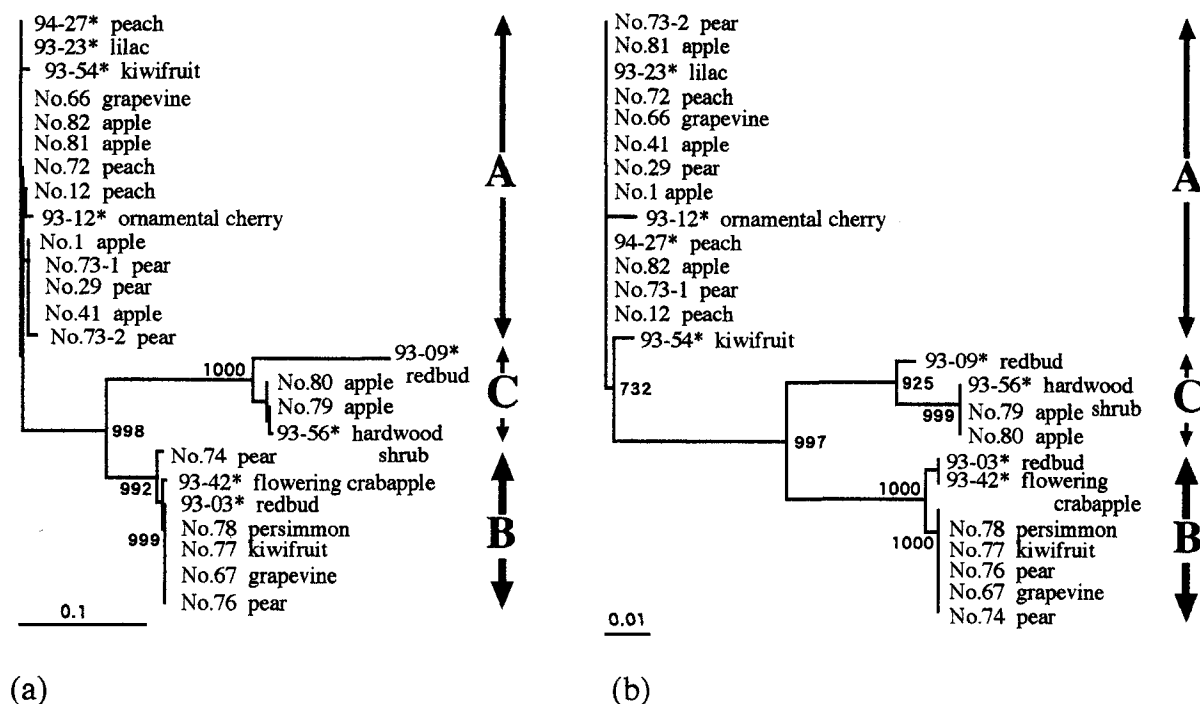 94-27* peach
93-23* lilac
93-54* kiwifruit
No.66 grapevine
No.82 apple
No.81 apple
No.72 peach
No.12 peach
93-12* ornamental cherry
No.1 apple
No.73-1 pear
No.29 pear
No.41 apple
No.73-2 pear
A
93-09*
redbud
1000
No.80 apple
No.79 apple
93-56* hardwood
shrub
C
998
No.74 pear
992
93-42* flowering crabapple
93-03* redbud
999
No.78 persimmon
No.77 kiwifruit
No.67 grapevine
No.76 pear
B
0.1
(a)
No.73-2 pear
No.81 apple
93-23* lilac
No.72 peach
No.66 grapevine
No.41 apple
No.29 pear
No.1 apple
93-12* ornamental cherry
94-27* peach
No.82 apple
No.73-1 pear
No.12 peach
93-54* kiwifruit
A
732
93-09* redbud
925
93-56* hardwood
shrub
999
No.79 apple
No.80 apple
C
997
93-03* redbud
1000
93-42* flowering
crabapple
1000
No.78 persimmon
No.77 kiwifruit
No.76 pear
No.67 grapevine
No.74 pear
B
0.01
(b)